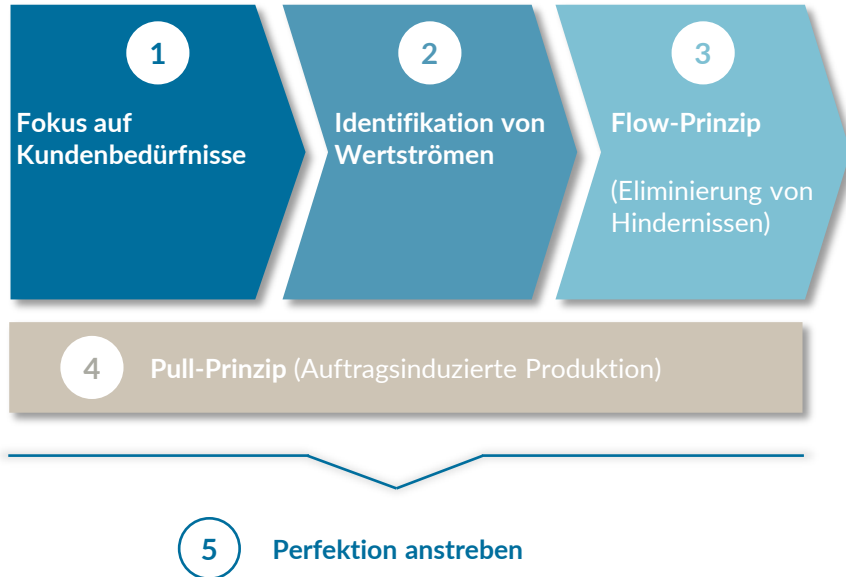 1
Fokus auf
Kundenbedürfnisse
2
Identifikation von
Wertströmen
3
Flow-Prinzip
(Eliminierung von
Hindernissen)
4
Pull-Prinzip (Auftragsinduzierte Produktion)
5
Perfektion anstreben